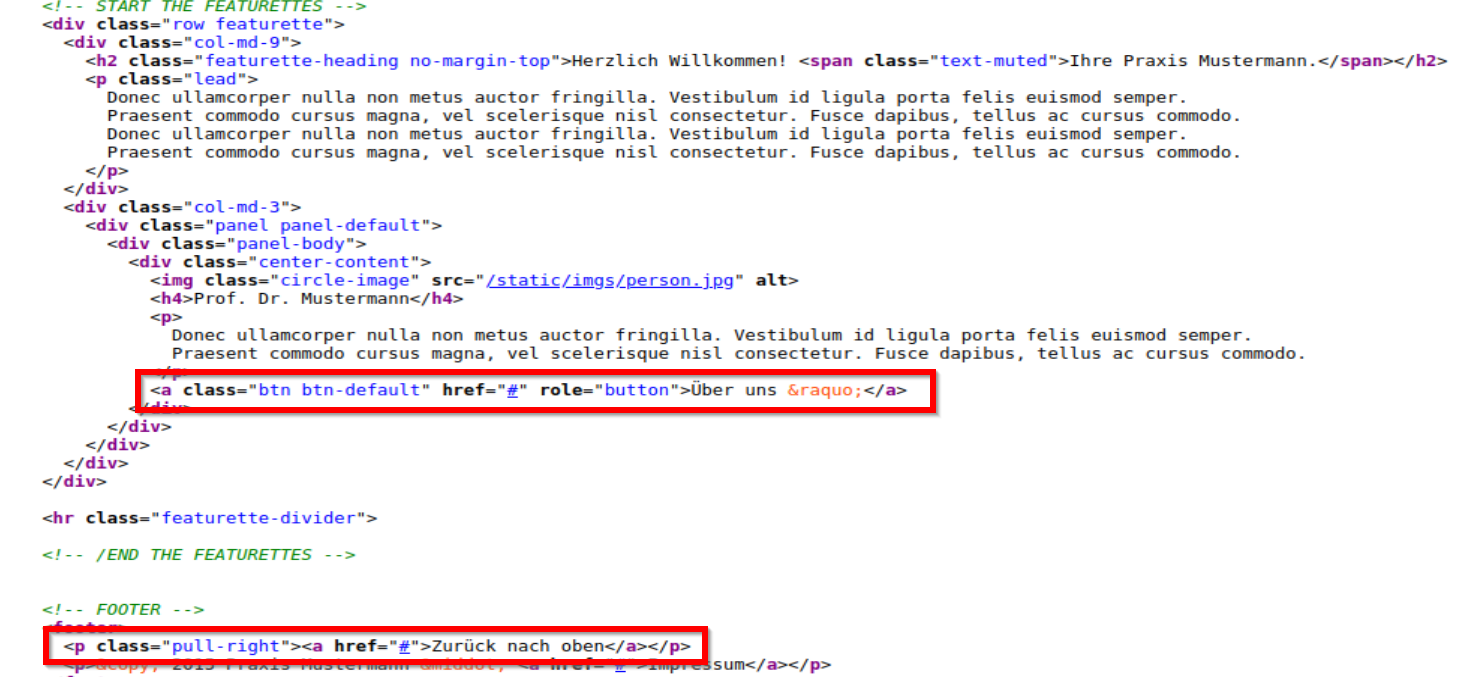 <!-- START THE FEATURETTES -->
<div class="row featurette">
<div class="col-md-9">
<h2 class="featurette-heading no-margin-top">Herzlich Willkommen! <span class="text-muted">Ihre Praxis Mustermann.</span></h2>
<p class="lead">
Donec ullamcorper nulla non metus auctor fringilla. Vestibulum id ligula porta felis euismod semper.
Praesent commodo cursus magna, vel scelerisque nisl consectetur. Fusce dapibus, tellus ac cursus commodo.
Donec ullamcorper nulla non metus auctor fringilla. Vestibulum id ligula porta felis euismod semper.
Praesent commodo cursus magna, vel scelerisque nisl consectetur. Fusce dapibus, tellus ac cursus commodo.
</p>
</div>
<div class="col-md-3">
<div class="panel panel-default">
<div class="panel-body">
<div class="center-content">
<img class="circle-image" src="/static/imgs/person.jpg" alt>
<h4>Prof. Dr. Mustermann</h4>
<p>
Donec ullamcorper nulla non metus auctor fringilla. Vestibulum id ligula porta felis euismod semper.
Praesent commodo cursus magna, vel scelerisque nisl consectetur. Fusce dapibus, tellus ac cursus commodo.
</p>
<a class="btn btn-default" href="#" role="button">Über uns &raquo;</a>
</div>
</div>
</div>
</div>
</div>
<hr class="featurette-divider">
<!-- /END THE FEATURETTES -->
<!-- FOOTER -->
<footer>
<p class="pull-right"><a href="#">Zurück nach oben</a></p>
<p>&copy; 2015 Praxis Mustermann &middot; <a href="#">Impressum</a></p>